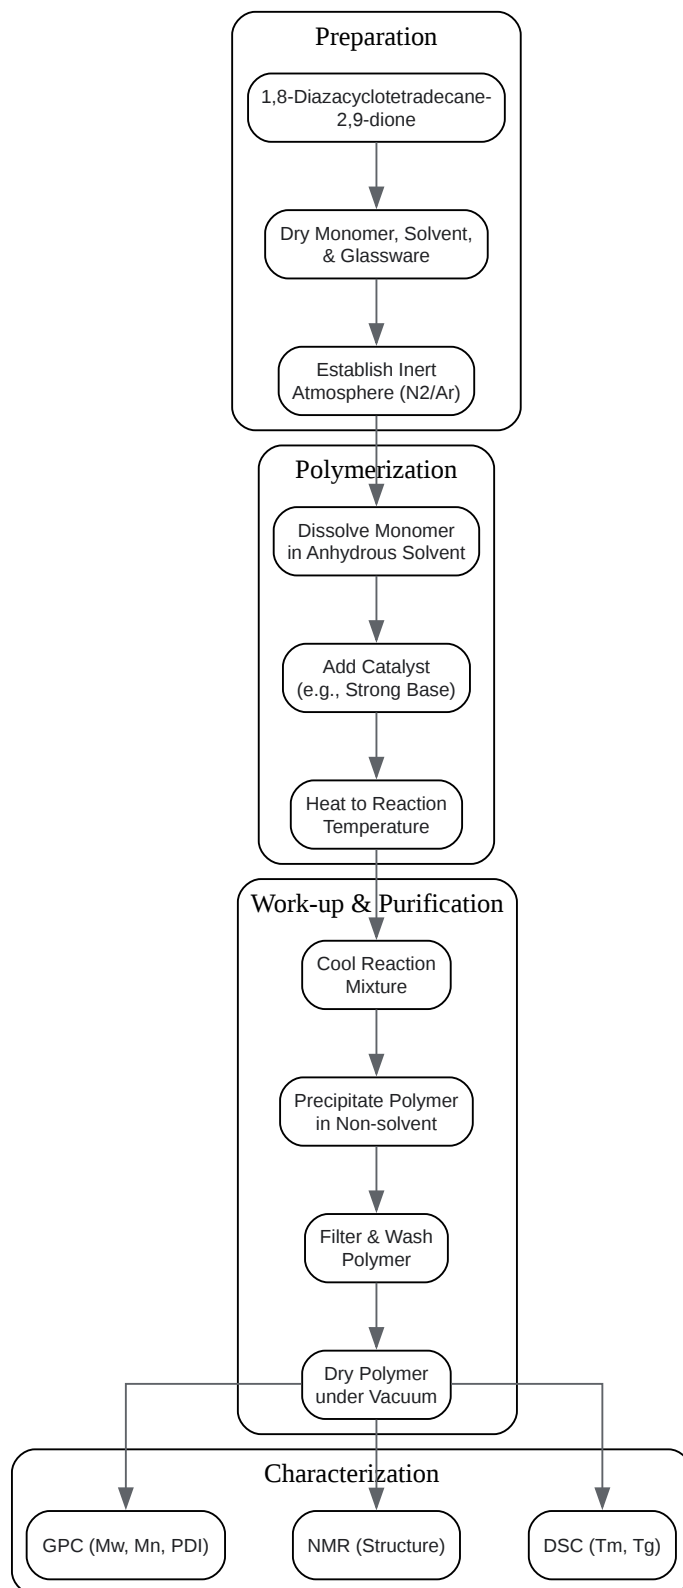 Preparation
1,8-Diazacyclotetradecane-
2,9-dione
Dry Monomer, Solvent,
& Glassware
Establish Inert
Atmosphere (N2/Ar)
Polymerization
Dissolve Monomer
in Anhydrous Solvent
Add Catalyst
(e.g., Strong Base)
Heat to Reaction
Temperature
Work-up & Purification
Cool Reaction
Mixture
Precipitate Polymer
in Non-solvent
Filter & Wash
Polymer
Dry Polymer
under Vacuum
Characterization
GPC (Mw, Mn, PDI)
NMR (Structure)
DSC (Tm, Tg)